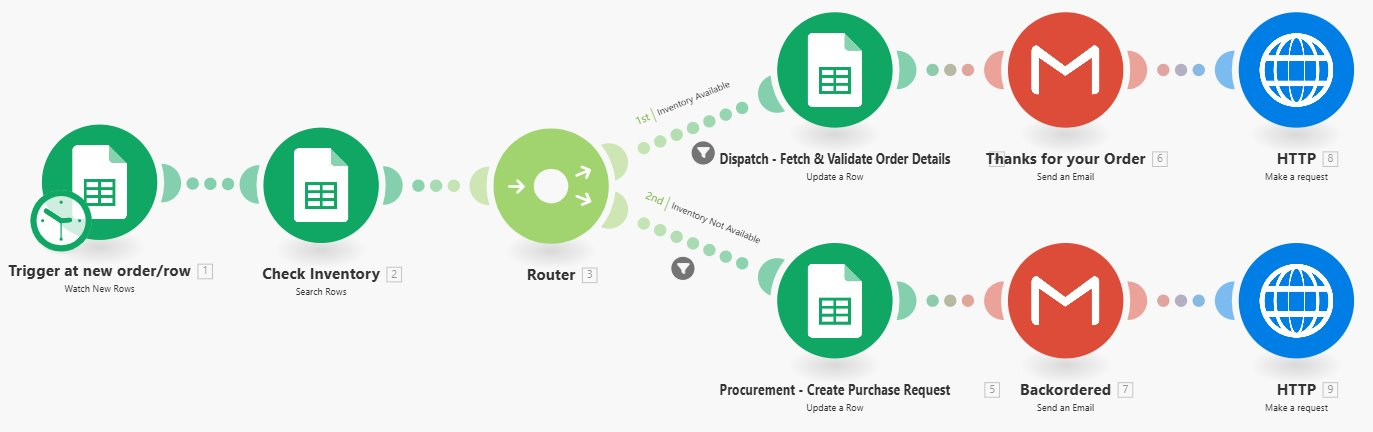 1st | Inventory Available
Dispatch - Fetch & Validate Order Details
Update a Row
Thanks for your Order 6
Send an Email
HTTP 8
Make a request
Trigger at new order/row 1
Watch New Rows
Check Inventory 2
Search Rows
Router 3
2nd | Inventory Not Available
Procurement - Create Purchase Request 5
Update a Row
Backordered 7
Send an Email
HTTP 9
Make a request